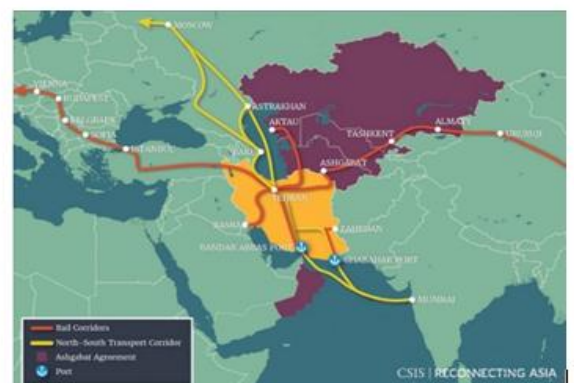 MOSCOW
VIENNA
BUDAPEST
BELGRADE
SOFIA
ISTANBUL
ASTRAKHAN
AKTAU
BAKU
TASHKENT
ALMATY
URUMQI
ASHGABAT
TEHRAN
BASRA
ZAHEDAN
BANDAR ABBAS PORT
CHABAHAR PORT
MUMBAI
Rail Corridors
North–South Transport Corridor
Ashgabat Agreement
Port
CSIS | RECONNECTING ASIA